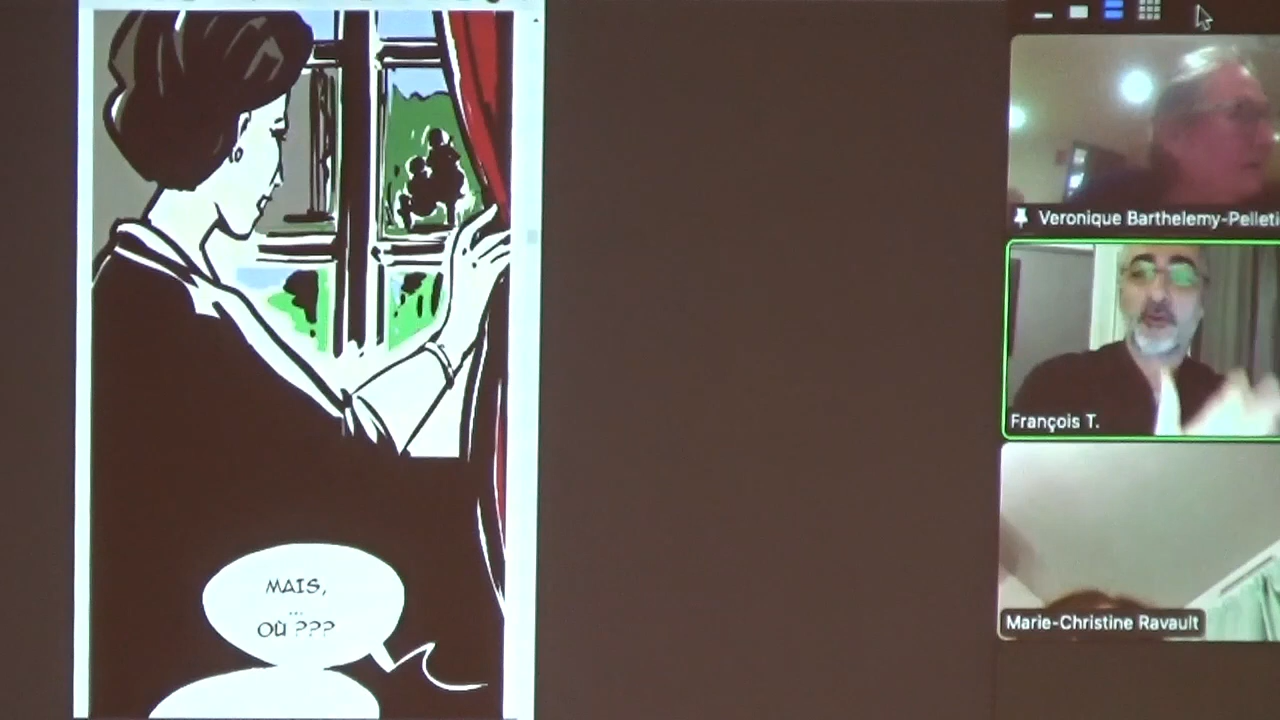 MAIS,
...
OÙ ???
Veronique Barthelemy-Pelleti
François T.
Marie-Christine Ravault